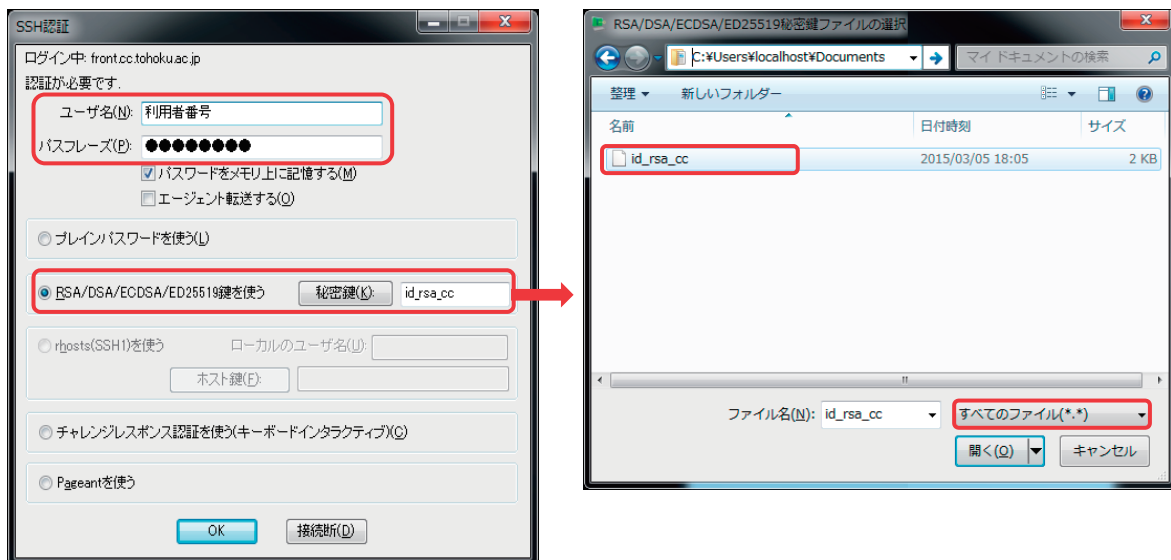 SSH認証
ログイン中: front.cc.tohoku.ac.jp
認証が必要です.
ユーザ名(N): 利用者番号
パスフレーズ(P): ●●●●●●●●
パスワードをメモリ上に記憶する(M)
エージェント転送する(O)
プレインパスワードを使う(L)
RSA/DSA/ECDSA/ED25519鍵を使う 秘密鍵(K): id_rsa_cc
rhosts(SSH1)を使う ローカルのユーザ名(U):
ホスト鍵(F):
チャレンジレスポンス認証を使う(キーボードインタラクティブ)(C)
Pageantを使う
OK 接続断(D)
RSA/DSA/ECDSA/ED25519秘密鍵ファイルの選択
C:¥Users¥localhost¥Documents マイ ドキュメントの検索
整理 新しいフォルダー
名前 日付時刻 サイズ
id_rsa_cc 2015/03/05 18:05 2 KB
ファイル名(N): id_rsa_cc すべてのファイル(*.*)
開く(O) キャンセル